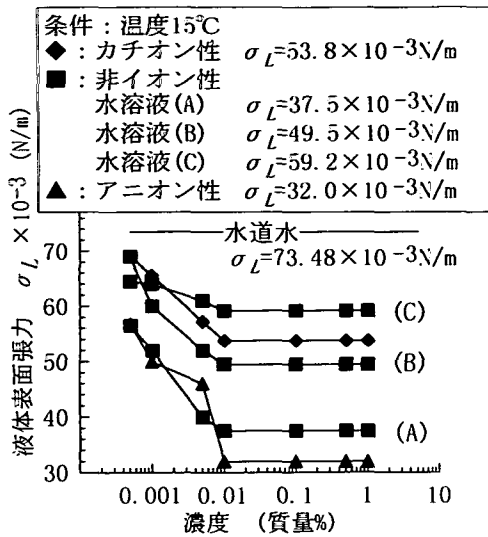 条件：温度15℃
◆：カチオン性 σL=53.8×10⁻³N/m
■：非イオン性
水溶液(A) σL=37.5×10⁻³N/m
水溶液(B) σL=49.5×10⁻³N/m
水溶液(C) σL=59.2×10⁻³N/m
▲：アニオン性 σL=32.0×10⁻³N/m
液体表面張力 σL ×10⁻³ (N/m)
水道水
σL=73.48×10⁻³N/m
70
60
50
40
30
(C)
(B)
(A)
0.001 0.01 0.1 1 10
濃度 (質量%)